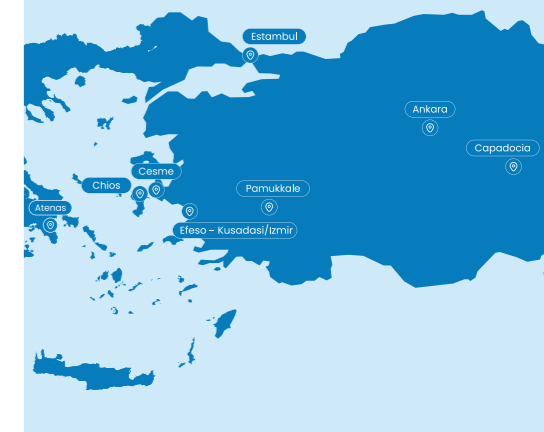 Estambul
Ankara
Capadocia
Cesme
Chios
Pamukkale
Atenas
Efeso – Kusadasi/Izmir